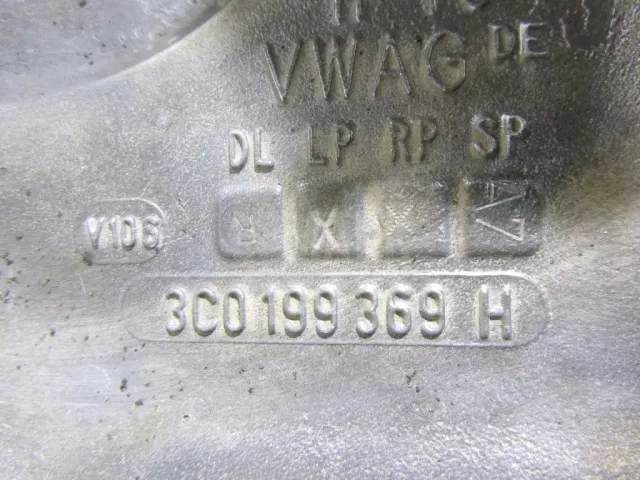 VWAG DE
DL LP RP SP
X
V106
3C0 199 369 H